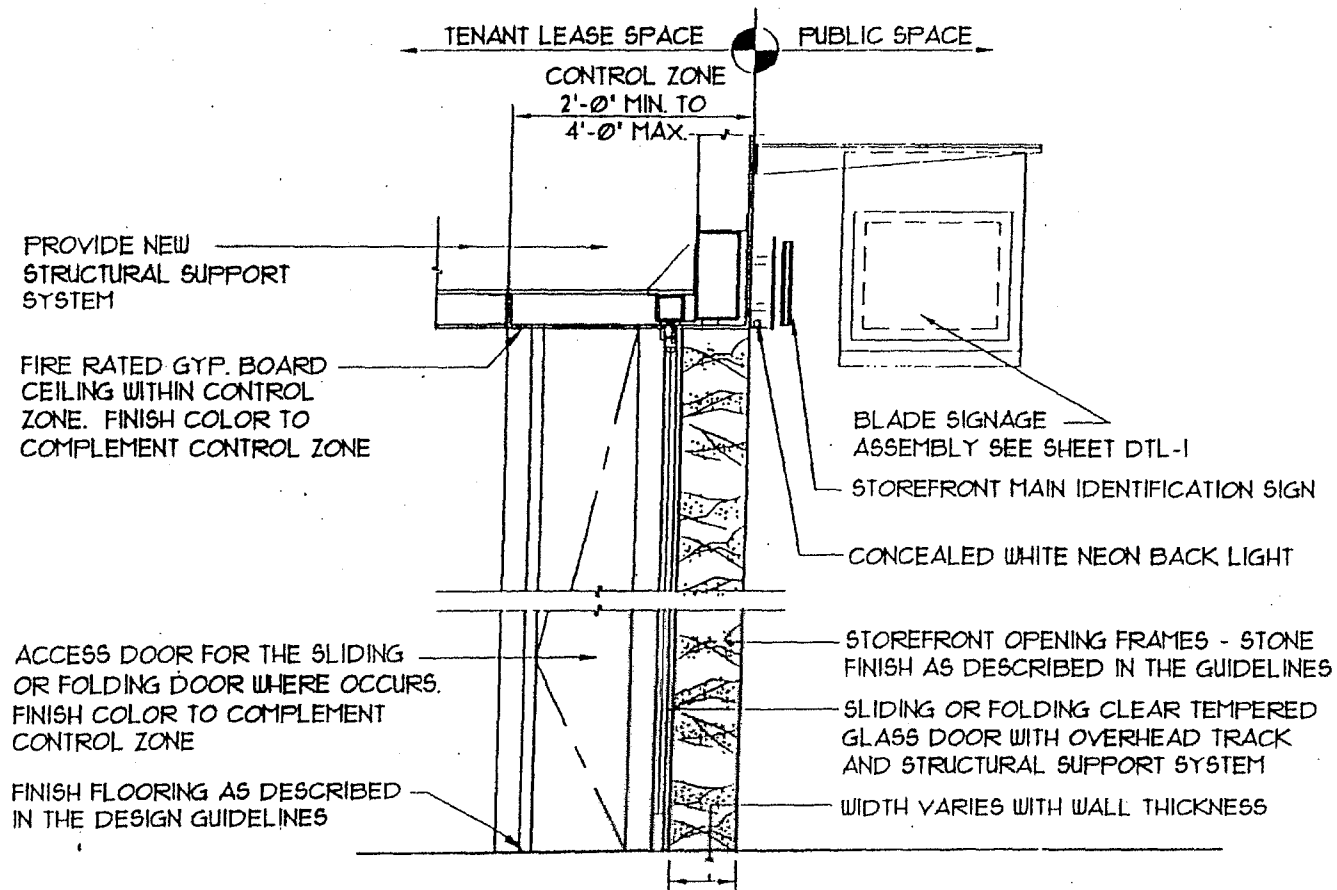 TENANT LEASE SPACE
PUBLIC SPACE
CONTROL ZONE
2'-0" MIN. TO
4'-0" MAX.
PROVIDE NEW
STRUCTURAL SUPPORT
SYSTEM
FIRE RATED GYP. BOARD
CEILING WITHIN CONTROL
ZONE. FINISH COLOR TO
COMPLEMENT CONTROL ZONE
BLADE SIGNAGE
ASSEMBLY SEE SHEET DTL-1
STOREFRONT MAIN IDENTIFICATION SIGN
CONCEALED WHITE NEON BACK LIGHT
ACCESS DOOR FOR THE SLIDING
OR FOLDING DOOR WHERE OCCURS.
FINISH COLOR TO COMPLEMENT
CONTROL ZONE
FINISH FLOORING AS DESCRIBED
IN THE DESIGN GUIDELINES
STOREFRONT OPENING FRAMES - STONE
FINISH AS DESCRIBED IN THE GUIDELINES
SLIDING OR FOLDING CLEAR TEMPERED
GLASS DOOR WITH OVERHEAD TRACK
AND STRUCTURAL SUPPORT SYSTEM
WIDTH VARIES WITH WALL THICKNESS